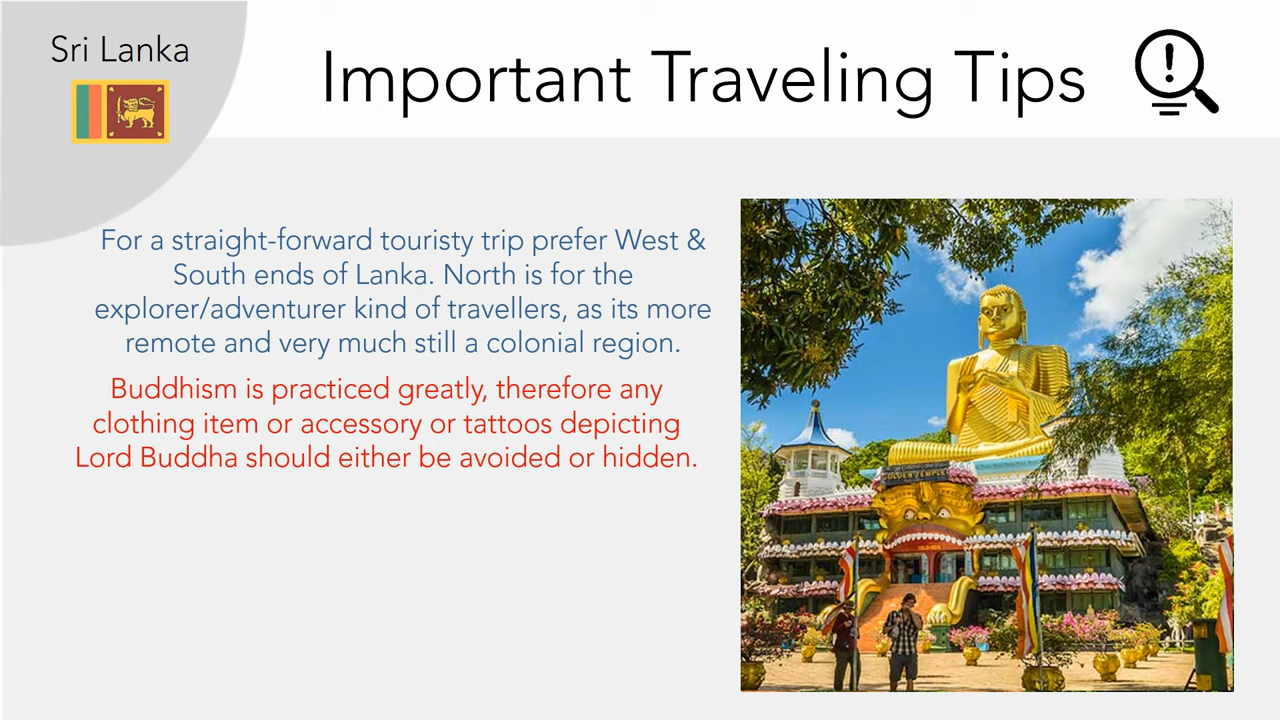 Sri Lanka
Important Traveling Tips
For a straight-forward touristy trip prefer West &
South ends of Lanka. North is for the
explorer/adventurer kind of travellers, as its more
remote and very much still a colonial region.
Buddhism is practiced greatly, therefore any
clothing item or accessory or tattoos depicting
Lord Buddha should either be avoided or hidden.
GOLDEN TEMPLE